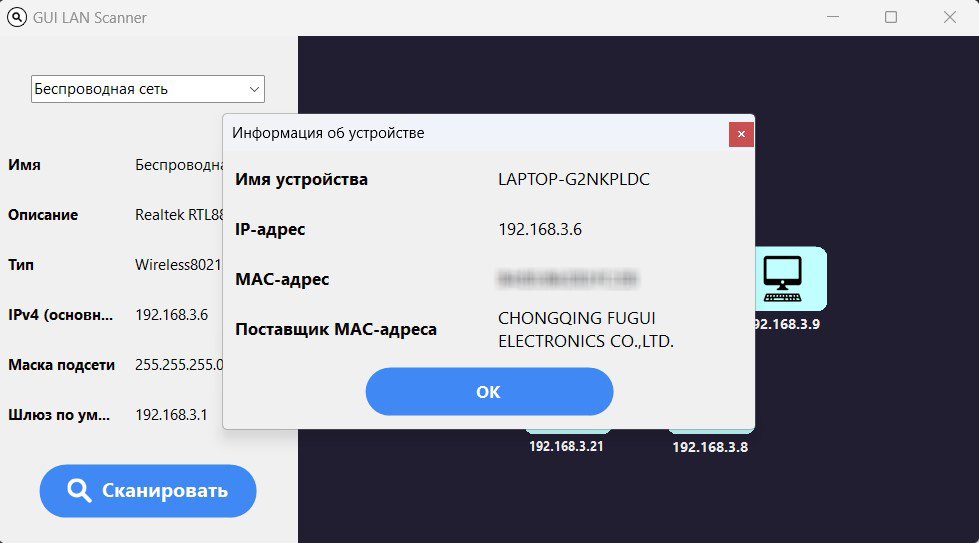 GUI LAN Scanner
Беспроводная сеть
Имя Беспроводна
Описание Realtek RTL88
Тип Wireless8021
IPv4 (основн... 192.168.3.6
Маска подсети 255.255.255.0
Шлюз по ум... 192.168.3.1
Сканировать
Информация об устройстве
Имя устройства LAPTOP-G2NKPLDC
IP-адрес 192.168.3.6
MAC-адрес
Поставщик MAC-адреса CHONGQING FUGUI
ELECTRONICS CO.,LTD.
OK
92.168.3.9
192.168.3.21
192.168.3.8